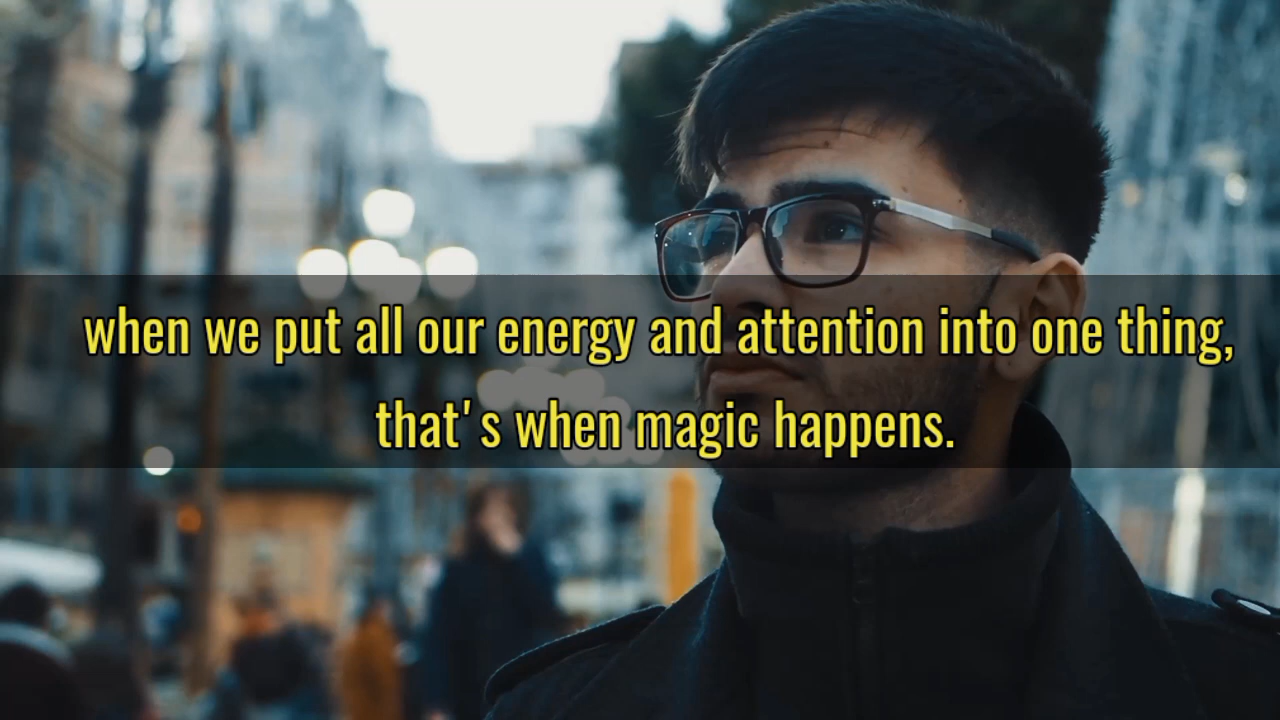 when we put all our energy and attention into one thing,
that's when magic happens.